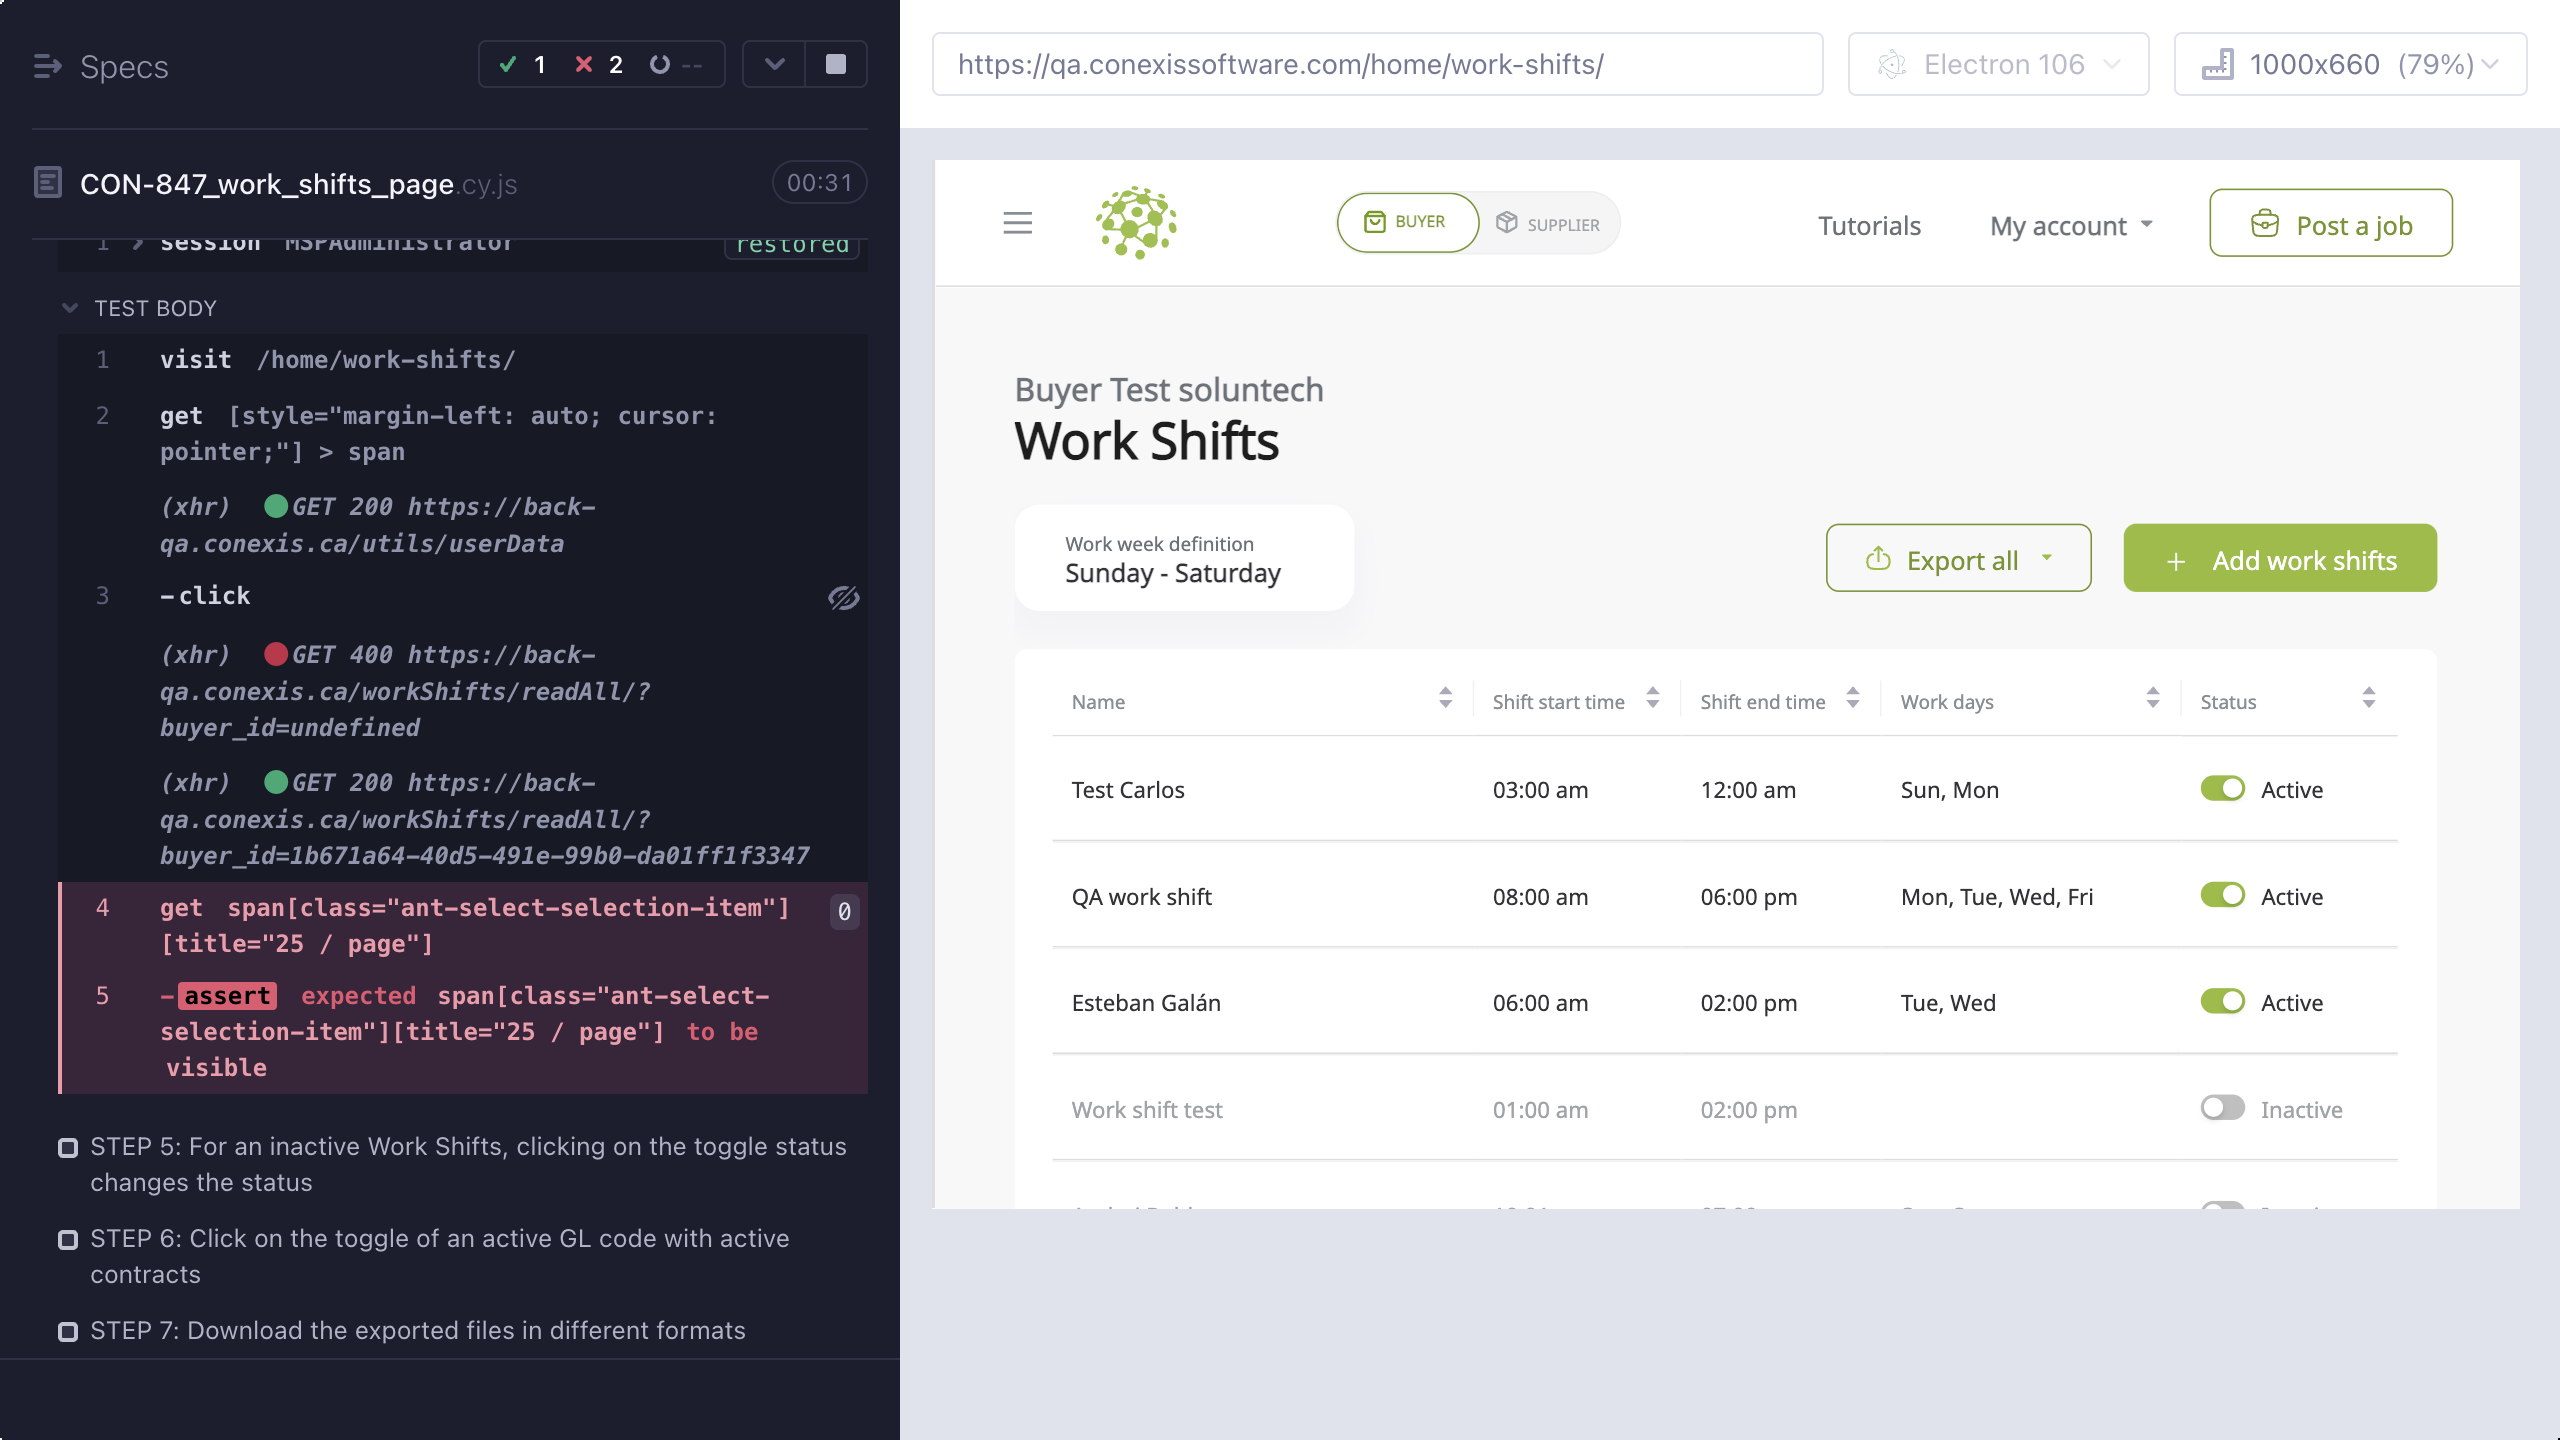 Specs
1
2
--
CON-847_work_shifts_page.cy.js
00:31
1 session MSPAdministrator restored
TEST BODY
1 visit /home/work-shifts/
2 get [style="margin-left: auto; cursor:
pointer;"] > span
(xhr) GET 200 https://back-
qa.conexis.ca/utils/userData
3 -click
(xhr) GET 400 https://back-
qa.conexis.ca/workShifts/readAll/?
buyer_id=undefined
(xhr) GET 200 https://back-
qa.conexis.ca/workShifts/readAll/?
buyer_id=1b671a64-40d5-491e-99b0-da01ff1f3347
4 get span[class="ant-select-selection-item"] 0
[title="25 / page"]
5 -assert expected span[class="ant-select-
selection-item"][title="25 / page"] to be
visible
STEP 5: For an inactive Work Shifts, clicking on the toggle status
changes the status
STEP 6: Click on the toggle of an active GL code with active
contracts
STEP 7: Download the exported files in different formats
https://qa.conexissoftware.com/home/work-shifts/
Electron 106
1000x660 (79%)
BUYER
SUPPLIER
Tutorials
My account
Post a job
Buyer Test soluntech
Work Shifts
Work week definition
Sunday - Saturday
Export all
+ Add work shifts
Name Shift start time Shift end time Work days Status
Test Carlos 03:00 am 12:00 am Sun, Mon Active
QA work shift 08:00 am 06:00 pm Mon, Tue, Wed, Fri Active
Esteban Galán 06:00 am 02:00 pm Tue, Wed Active
Work shift test 01:00 am 02:00 pm Inactive